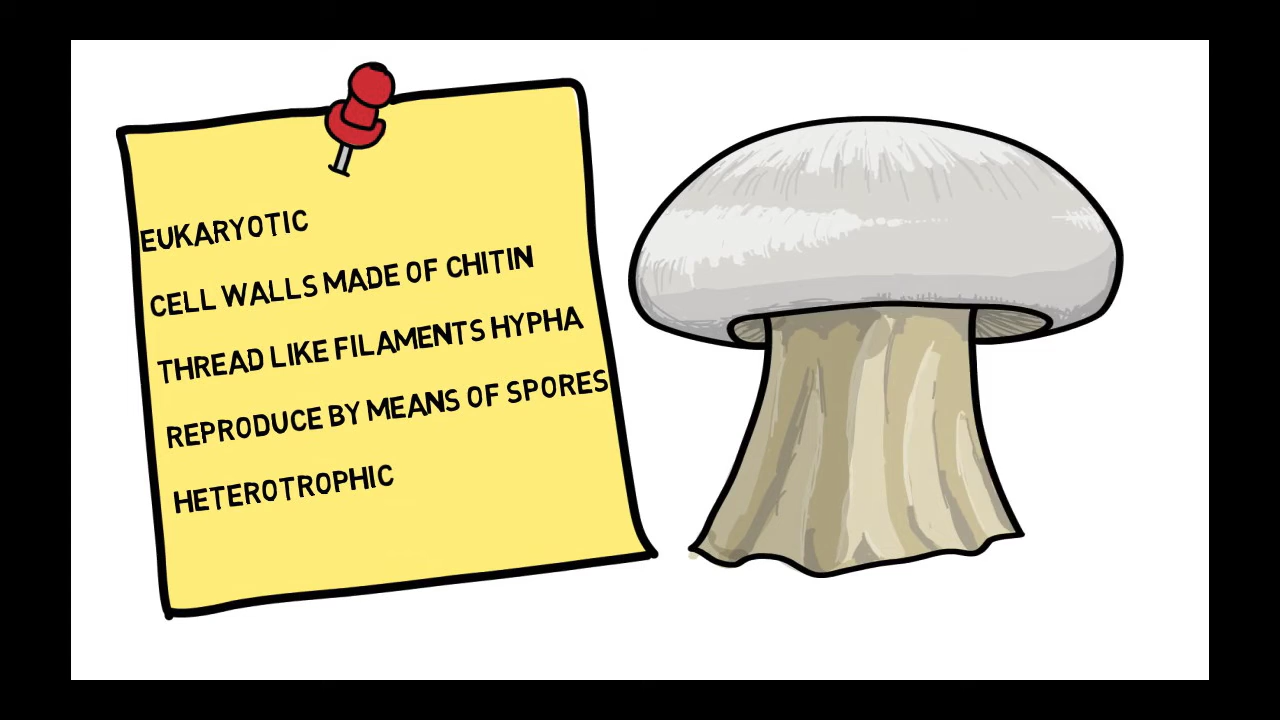 EUKARYOTIC
CELL WALLS MADE OF CHITIN
THREAD LIKE FILAMENTS HYPHA
REPRODUCE BY MEANS OF SPORES
HETEROTROPHIC